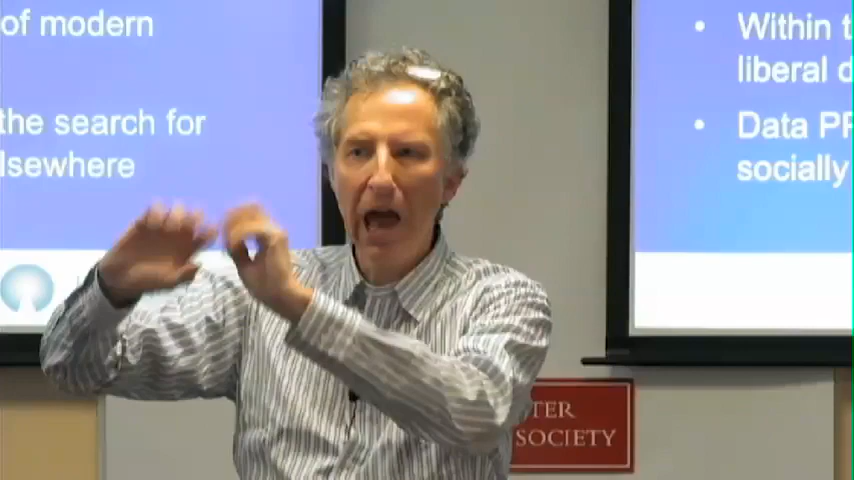 of modern
the search for
lsewhere
Within t
liberal d
Data PR
socially
TER
SOCIETY